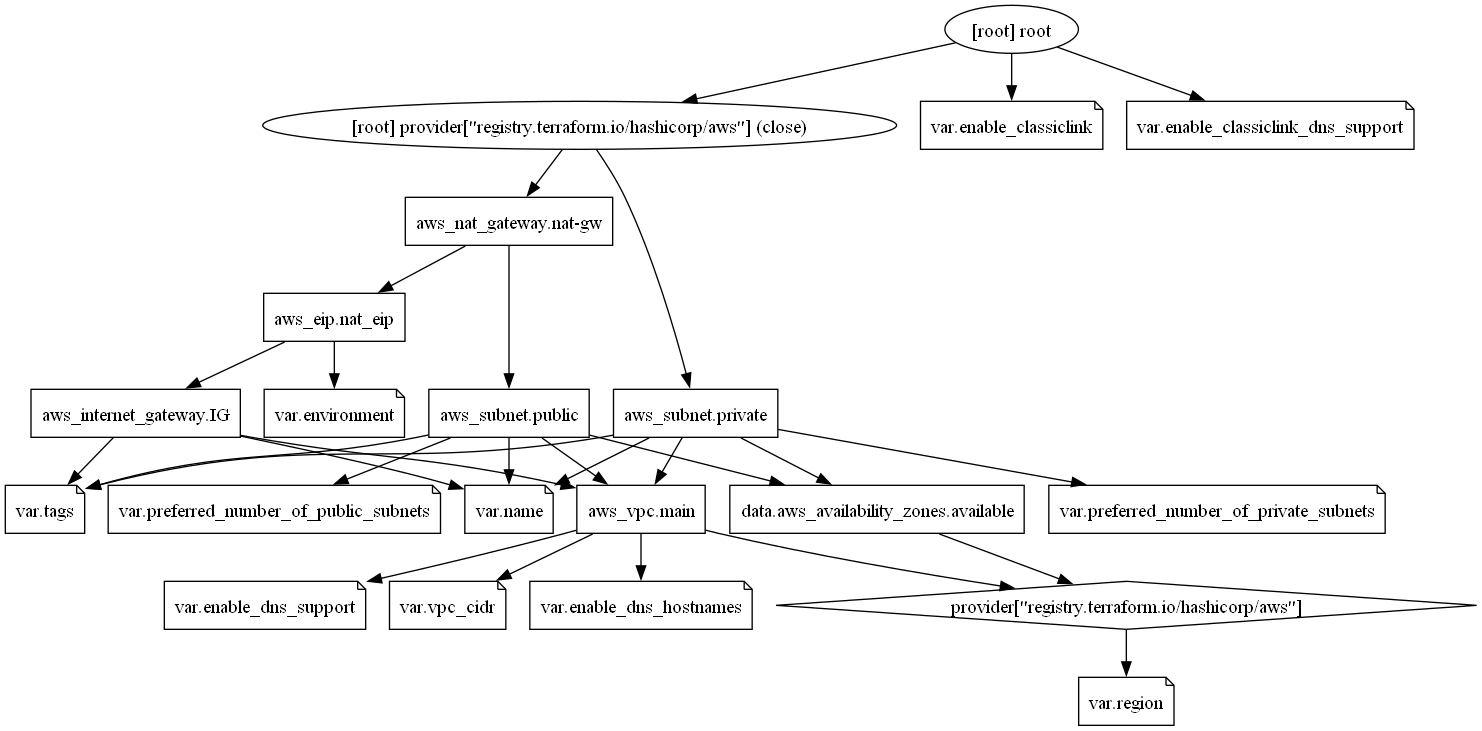 [root] root
[root] provider["registry.terraform.io/hashicorp/aws"] (close)
var.enable_classiclink
var.enable_classiclink_dns_support
aws_nat_gateway.nat-gw
aws_eip.nat_eip
aws_internet_gateway.IG
var.environment
aws_subnet.public
aws_subnet.private
var.tags
var.preferred_number_of_public_subnets
var.name
aws_vpc.main
data.aws_availability_zones.available
var.preferred_number_of_private_subnets
var.enable_dns_support
var.vpc_cidr
var.enable_dns_hostnames
provider["registry.terraform.io/hashicorp/aws"]
var.region